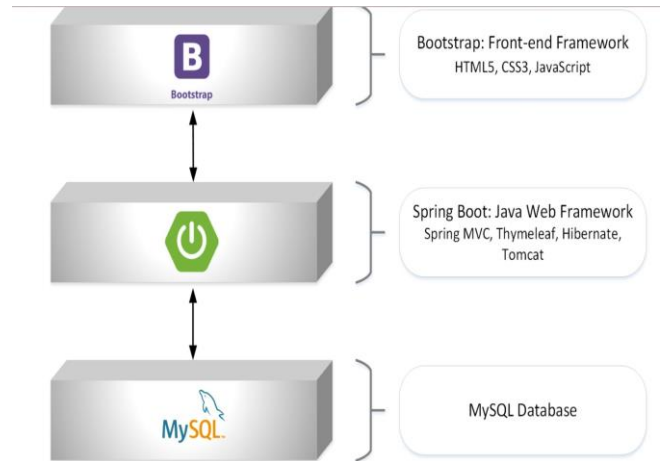 B
Bootstrap
Bootstrap: Front-end Framework
HTML5, CSS3, JavaScript
Spring Boot: Java Web Framework
Spring MVC, Thymeleaf, Hibernate,
Tomcat
MySQL™
MySQL Database